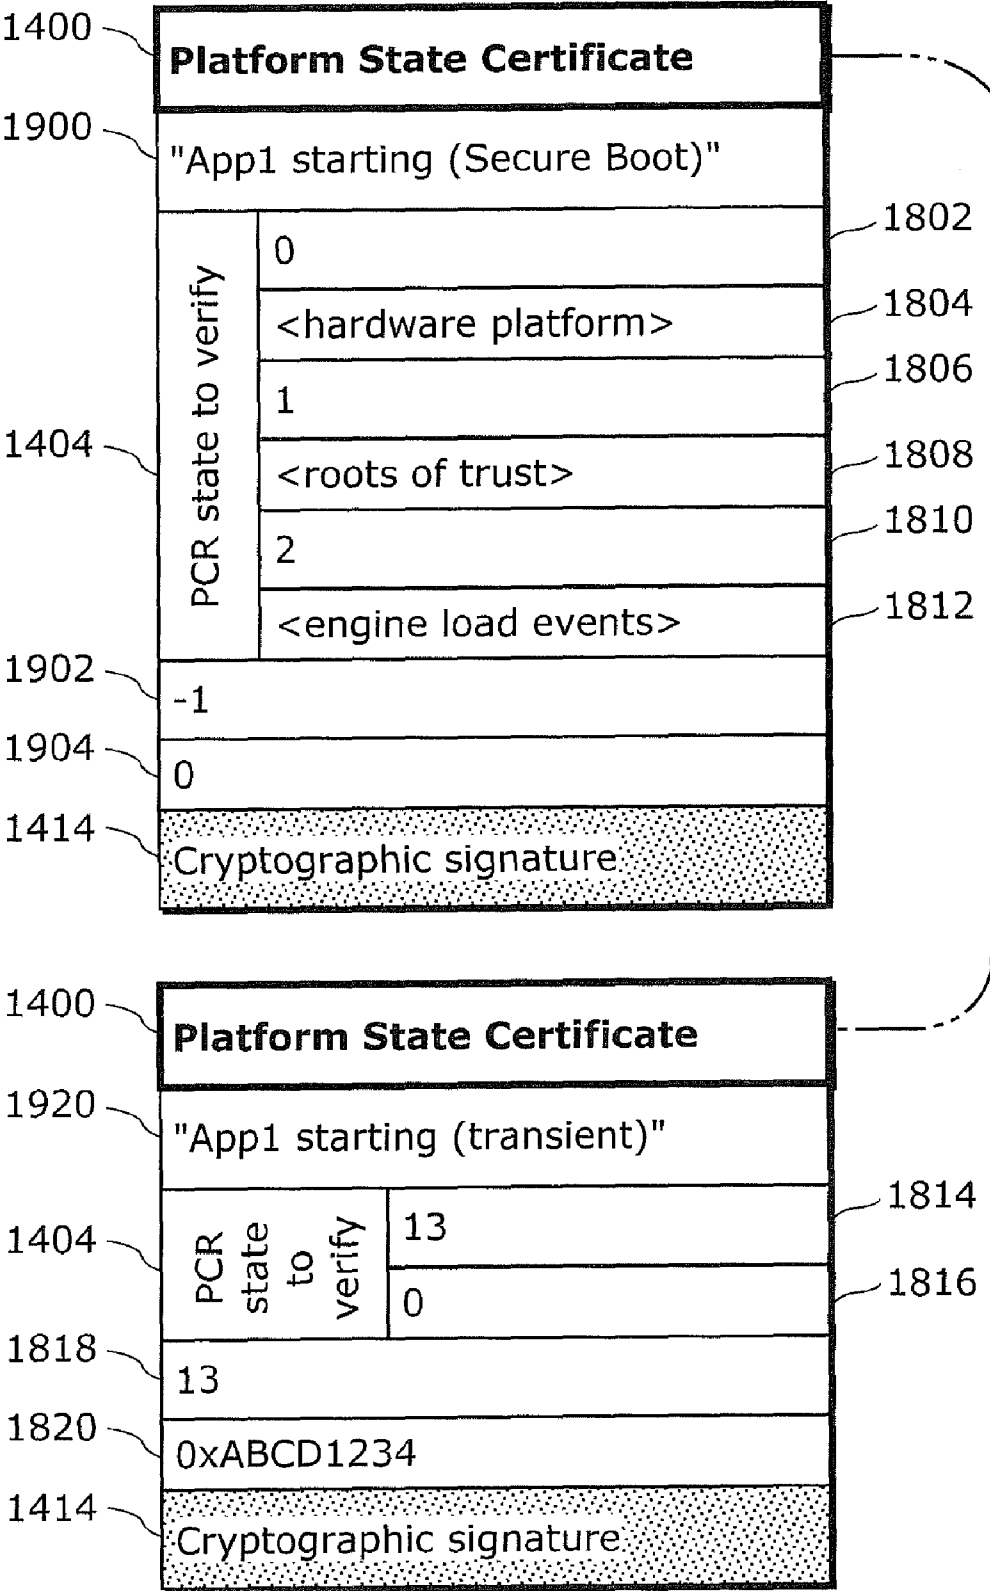 1400
Platform State Certificate
1900
"App1 starting (Secure Boot)"
1404
PCR state to verify
0
1802
<hardware platform>
1804
1
1806
<roots of trust>
1808
2
1810
<engine load events>
1812
1902
-1
1904
0
1414
Cryptographic signature
1400
Platform State Certificate
1920
"App1 starting (transient)"
1404
PCR
state
to
verify
13
1814
0
1816
1818
13
1820
0xABCD1234
1414
Cryptographic signature